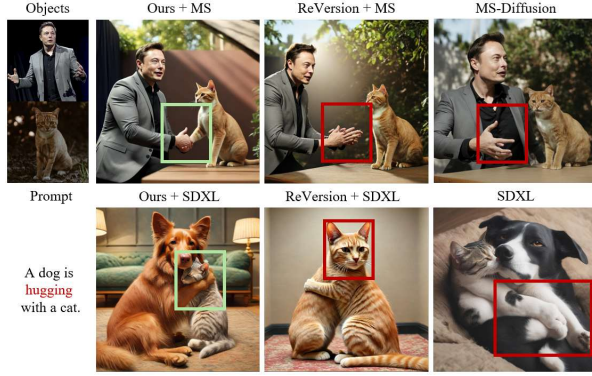 Objects
Ours + MS
ReVersion + MS
MS-Diffusion
Prompt
Ours + SDXL
ReVersion + SDXL
SDXL
A dog is
hugging
with a cat.